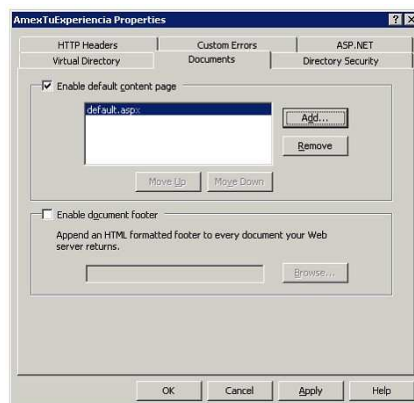 AmexTuExperiencia Properties
HTTP Headers Custom Errors ASP.NET
Virtual Directory Documents Directory Security
Enable default content page
default.aspx
Add...
Remove
Move Up Move Down
Enable document footer
Append an HTML formatted footer to every document your Web
server returns.
Browse...
OK Cancel Apply Help